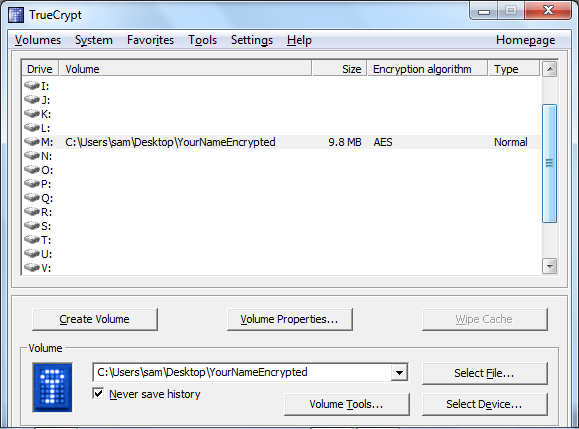 TrueCrypt
Volumes System Favorites Tools Settings Help Homepage
Drive Volume Size Encryption algorithm Type
I:
J:
K:
L:
M: C:\Users\sam\Desktop\YourNameEncrypted 9.8 MB AES Normal
N:
O:
P:
Q:
R:
S:
T:
U:
V:
Create Volume Volume Properties... Wipe Cache
Volume
C:\Users\sam\Desktop\YourNameEncrypted Select File...
Never save history
Volume Tools... Select Device...